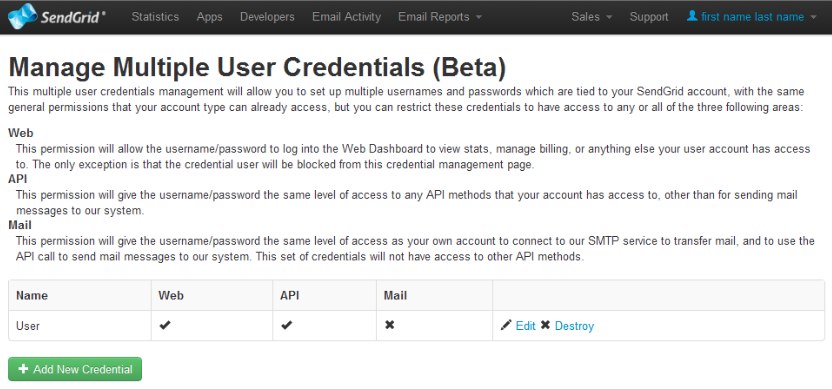 SendGrid® Statistics Apps Developers Email Activity Email Reports Sales Support first name last name
Manage Multiple User Credentials (Beta)
This multiple user credentials management will allow you to set up multiple usernames and passwords which are tied to your SendGrid account, with the same
general permissions that your account type can already access, but you can restrict these credentials to have access to any or all of the three following areas:
Web
This permission will allow the username/password to log into the Web Dashboard to view stats, manage billing, or anything else your user account has access
to. The only exception is that the credential user will be blocked from this credential management page.
API
This permission will give the username/password the same level of access to any API methods that your account has access to, other than for sending mail
messages to our system.
Mail
This permission will give the username/password the same level of access as your own account to connect to our SMTP service to transfer mail, and to use the
API call to send mail messages to our system. This set of credentials will not have access to other API methods.
Name Web API Mail
User ✔ ✔ ✖ Edit ✖ Destroy
Add New Credential